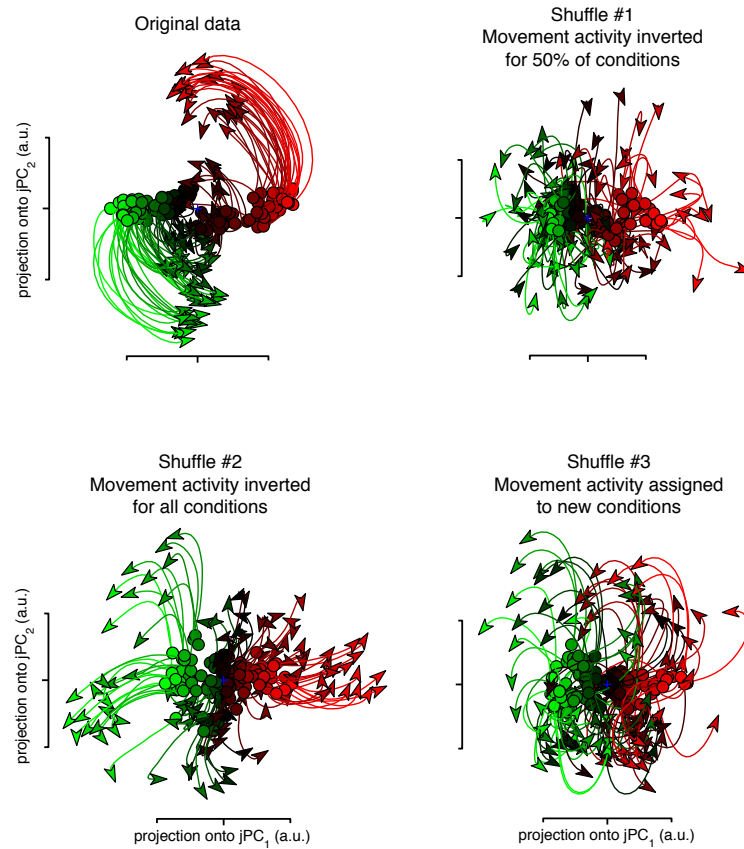 Original data
projection onto jPC2 (a.u.)
Shuffle #1
Movement activity inverted
for 50% of conditions
Shuffle #2
Movement activity inverted
for all conditions
projection onto jPC2 (a.u.)
projection onto jPC1 (a.u.)
Shuffle #3
Movement activity assigned
to new conditions
projection onto jPC1 (a.u.)